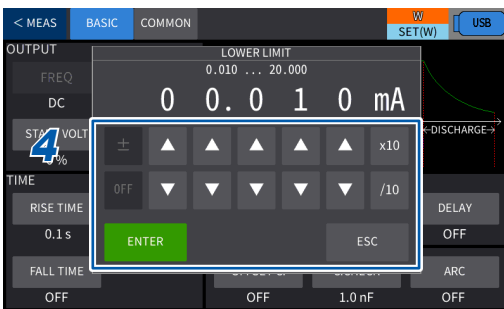 < MEAS BASIC COMMON W SET(W) USB
OUTPUT
LOWER LIMIT
0.010 ... 20.000
FREQ
DC
0 0. 0 1 0 mA
← DISCHARGE →
4
± ▲ ▲ ▲ ▲ ▲ x10
%
OFF ▼ ▼ ▼ ▼ ▼ /10
TIME
RISE TIME
DELAY
0.1 s
OFF
ENTER ESC
FALL TIME
ARC
OFF OFF 1.0 nF OFF